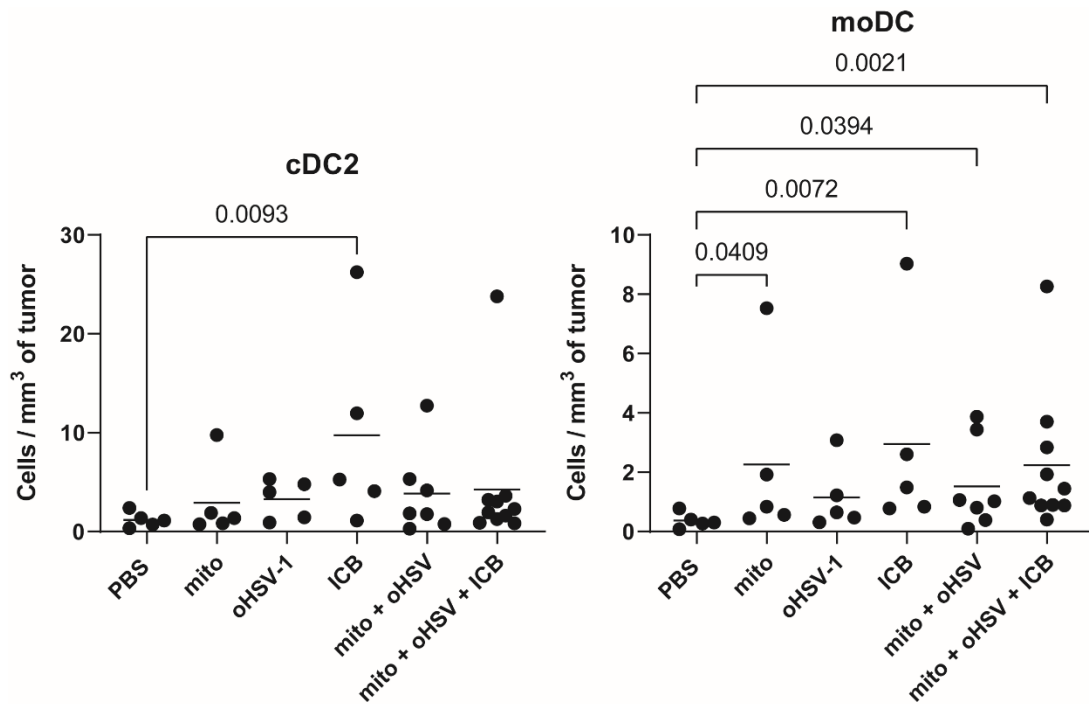 cDC2
0.0093
Cells / mm³ of tumor
30
20
10
0
PBS
mito
oHSV-1
ICB
mito + oHSV
mito + oHSV + ICB
moDC
0.0021
0.0394
0.0072
0.0409
Cells / mm³ of tumor
10
8
6
4
2
0
PBS
mito
oHSV-1
ICB
mito + oHSV
mito + oHSV + ICB